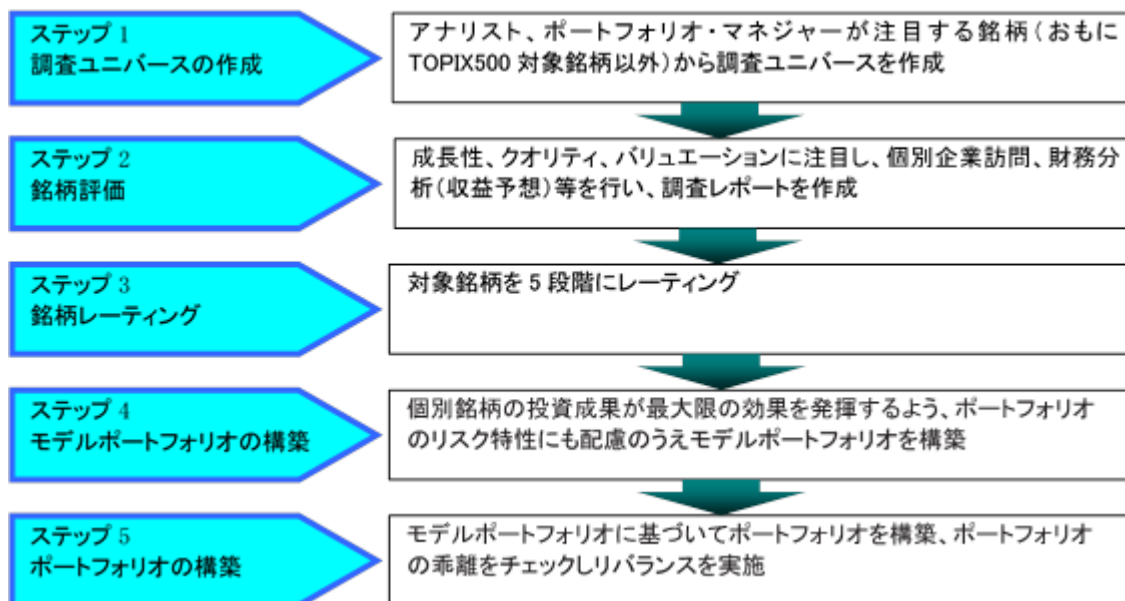 ステップ 1
調査ユニバースの作成
アナリスト、ポートフォリオ・マネジャーが注目する銘柄(おもに
TOPIX500 対象銘柄以外)から調査ユニバースを作成
ステップ 2
銘柄評価
成長性、クオリティ、バリュエーションに注目し、個別企業訪問、財務分
析(収益予想)等を行い、調査レポートを作成
ステップ 3
銘柄レーティング
対象銘柄を 5 段階にレーティング
ステップ 4
モデルポートフォリオの構築
個別銘柄の投資成果が最大限の効果を発揮するよう、ポートフォリオ
のリスク特性にも配慮のうえモデルポートフォリオを構築
ステップ 5
ポートフォリオの構築
モデルポートフォリオに基づいてポートフォリオを構築、ポートフォリオ
の乖離をチェックしリバランスを実施